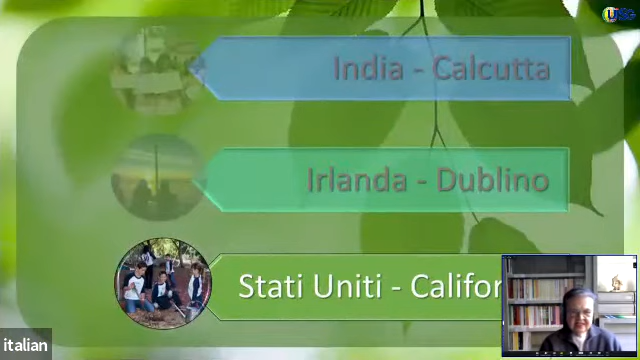 India - Calcutta
Irlanda - Dublino
Stati Uniti - Califor
italian